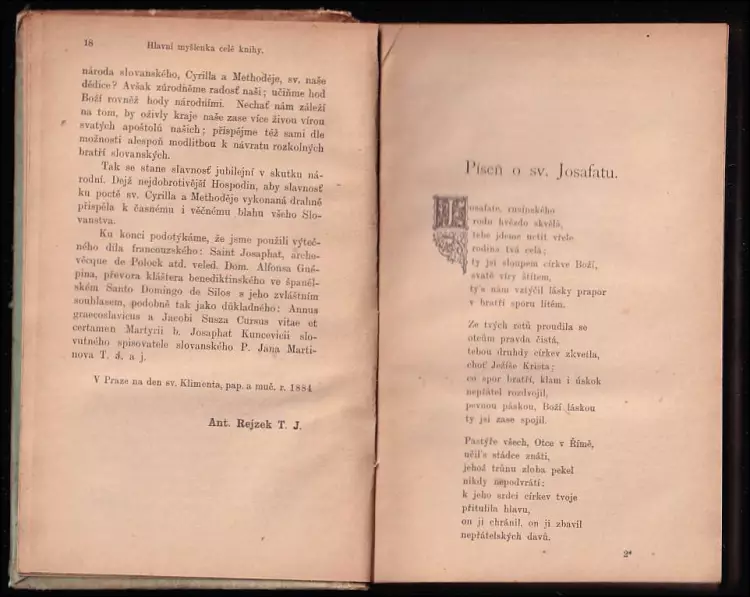 18
Hlavní myšlenka celé knihy.
národa slovanského, Cyrilla a Methoděje, sv. naše
dědice? Avšak zúrodněme radosť naši; učiňme hod
Boží rovněž hody národními. Nechať nám záleží
na tom, by oživly kraje naše zase více živou vírou
svatých apoštolů našich; přispějme též sami dle
možnosti alespoň modlitbou k návratu rozkolných
bratří slovanských.
Tak se stane slavnosť jubilejní v skutku ná-
rodní. Dejž nejdobrotivější Hospodin, aby slavnosť
ku poctě sv. Cyrilla a Methoděje vykonaná drahně
přispěla k časnému i věčnému blahu všeho Slo-
vanstva.
Ku konci podotýkáme, že jsme použili výteč-
ného díla francouzského: Saint Josaphat, arche-
vêcque de Polock atd. veled. Dom. Alfonsa Gué-
pina, převora kláštera benediktinského ve španěl-
ském Santo Domingo de Silos s jeho zvláštním
souhlasem, podobně tak jako důkladného: Annus
graecoslavicus a Jacobi Susza Cursus vitae et
certamen Martyrii b. Josaphat Kuncevicii slo-
vutného spisovatele slovanského P. Jana Marti-
nova T. J. a j.
V Praze na den sv. Klimenta, pap. a muč. r. 1884
Ant. Rejzek T. J.
Píseň o sv. Josafatu.
Josafate, rusínského
rodu hvězdo skvělá,
tebe jdeme uctít vřele
rodina tvá celá;
ty jsi sloupem církve Boží,
svaté víry štítem,
ty's nám vztýčil lásky prapor
v bratří sporu lítém.
Ze tvých retů proudila se
otcům pravda čistá,
tebou druhdy církev zkvetla,
choť Ježíše Krista;
co spor bratří, klam i úskok
nepřátel rozdvojil,
pevnou páskou, Boží láskou
ty jsi zase spojil.
Pastýře všech, Otce v Římě,
učil's stádce znáti,
jehož trůnu zloba pekel
nikdy nepodvrátí:
k jeho srdci církev tvoje
přitulila hlavu,
on ji chránil, on ji zbavil
nepřátelských davů.
2*